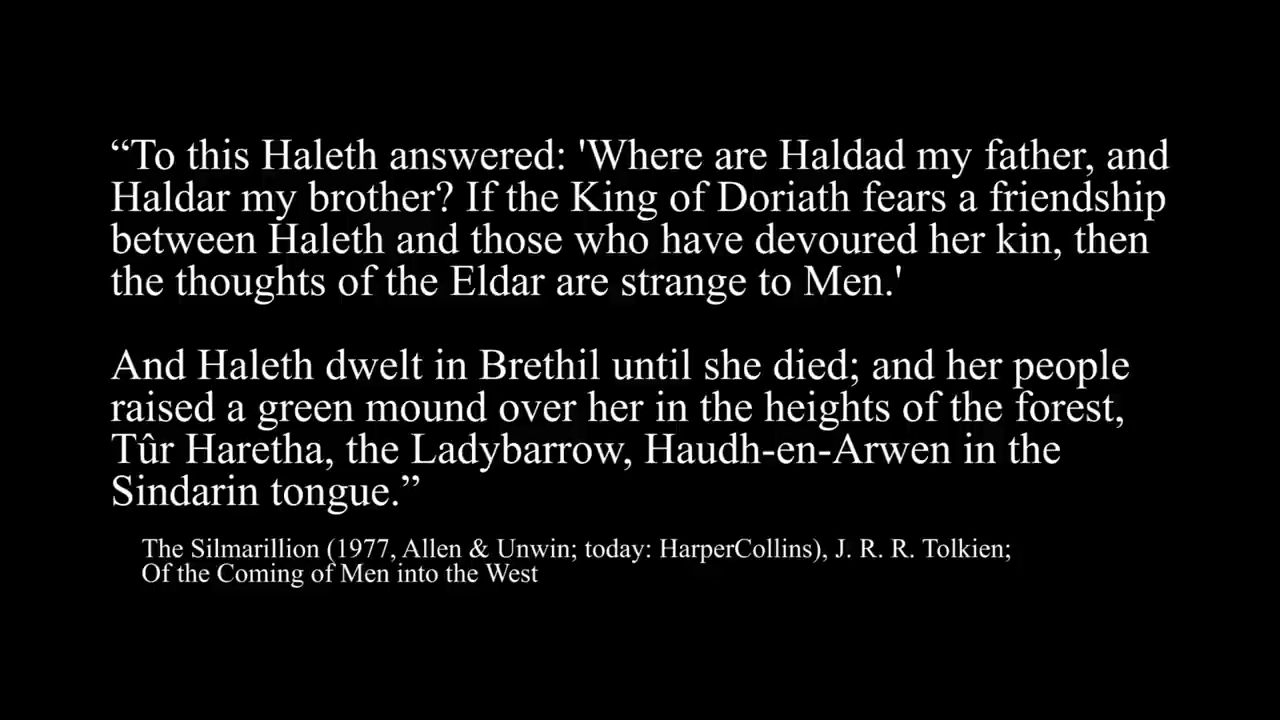 “To this Haleth answered: 'Where are Haldad my father, and
Haldar my brother? If the King of Doriath fears a friendship
between Haleth and those who have devoured her kin, then
the thoughts of the Eldar are strange to Men.'
And Haleth dwelt in Brethil until she died; and her people
raised a green mound over her in the heights of the forest,
Tûr Haretha, the Ladybarrow, Haudh-en-Arwen in the
Sindarin tongue.”
The Silmarillion (1977, Allen & Unwin; today: HarperCollins), J. R. R. Tolkien;
Of the Coming of Men into the West